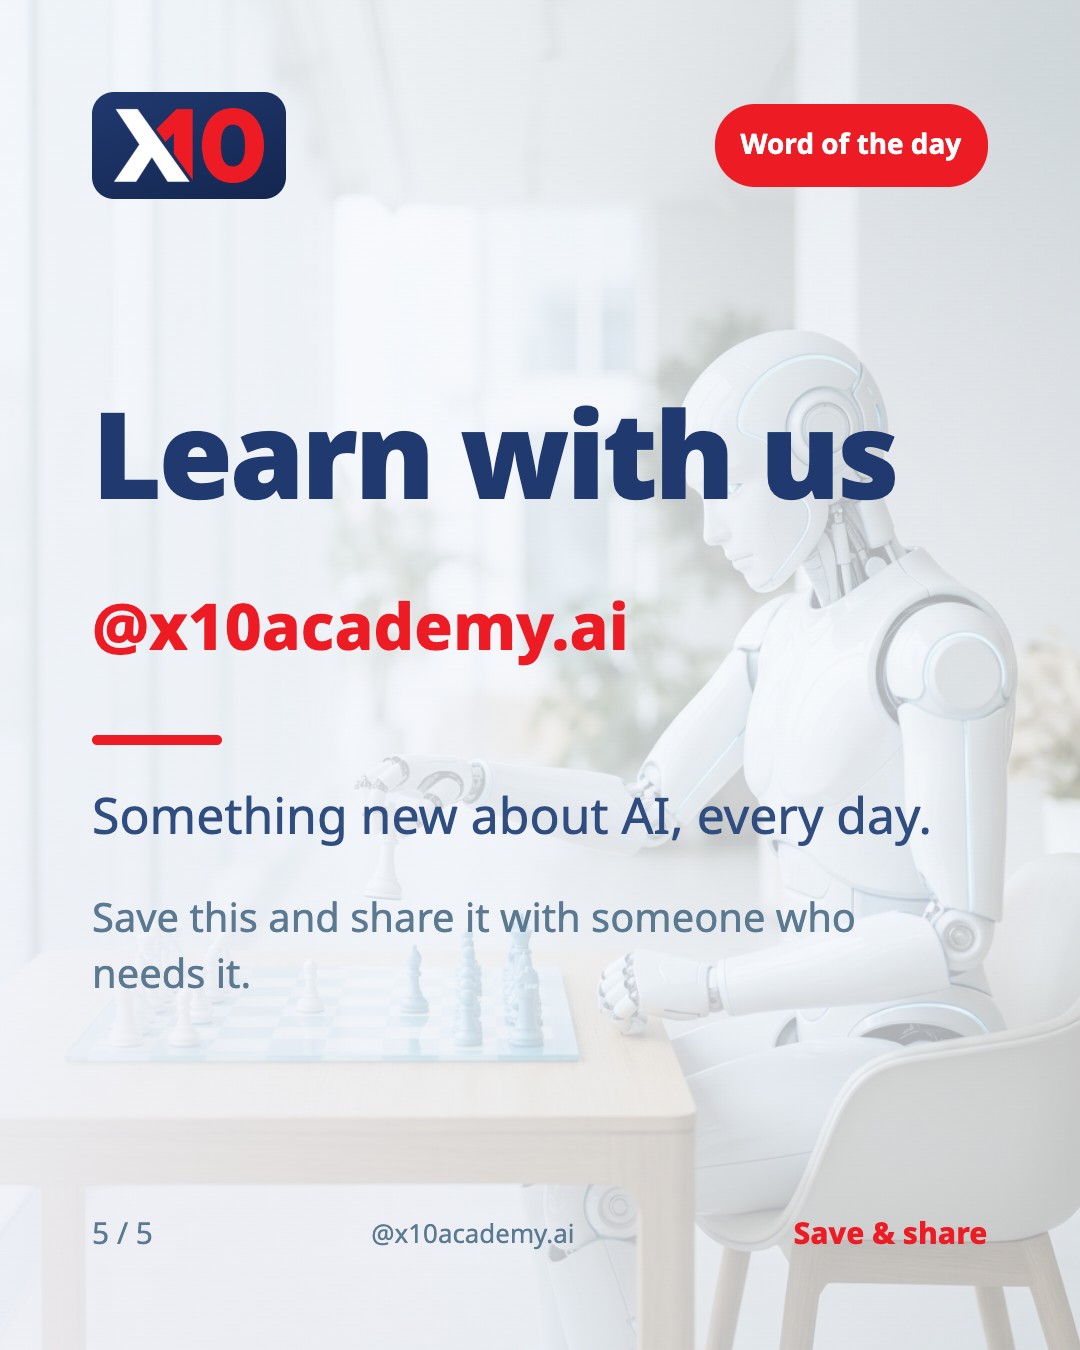 X10
Word of the day
Learn with us
@x10academy.ai
Something new about AI, every day.
Save this and share it with someone who
needs it.
5 / 5
@x10academy.ai
Save & share